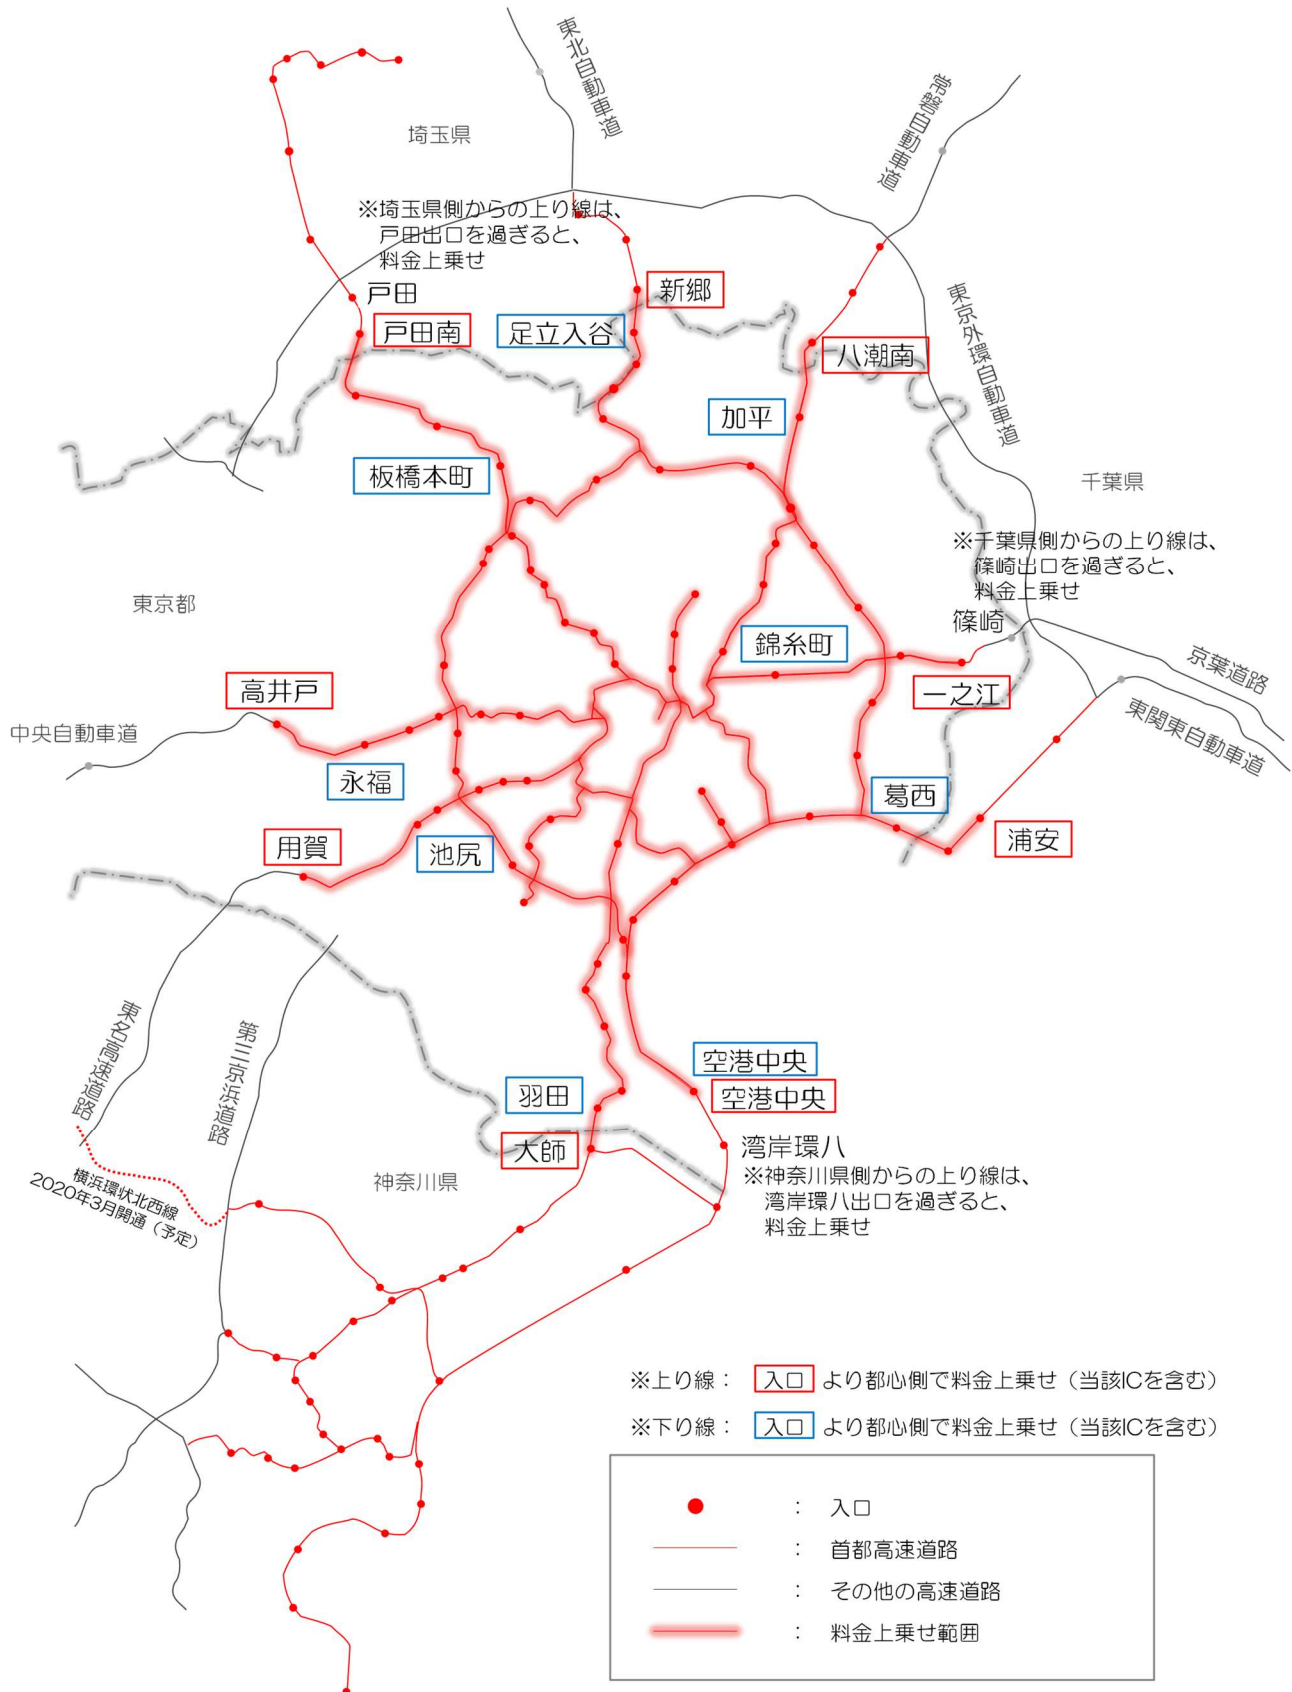 東北自動車道
常磐自動車道
埼玉県
※埼玉県側からの上り線は、
戸田出口を過ぎると、
料金上乗せ
戸田
戸田南
足立入谷
新郷
八潮南
東京外環自動車道
加平
板橋本町
千葉県
※千葉県側からの上り線は、
篠崎出口を過ぎると、
料金上乗せ
東京都
篠崎
錦糸町
京葉道路
高井戸
一之江
東関東自動車道
中央自動車道
永福
葛西
用賀
池尻
浦安
東名高速道路
第三京浜道路
空港中央
空港中央
羽田
大師
湾岸環八
※神奈川県側からの上り線は、
湾岸環八出口を過ぎると、
料金上乗せ
神奈川県
横浜環状北西線
2020年3月開通（予定）
※上り線： 入口 より都心側で料金上乗せ（当該ICを含む）
※下り線： 入口 より都心側で料金上乗せ（当該ICを含む）
： 入口
： 首都高速道路
： その他の高速道路
： 料金上乗せ範囲